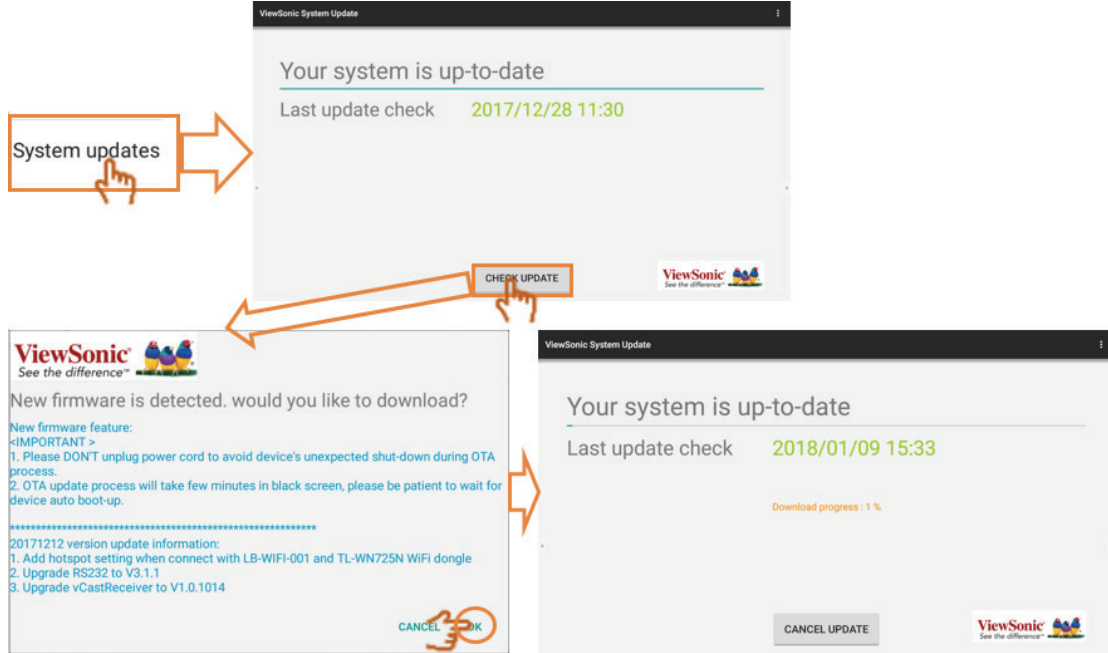 ViewSonic System Update
Your system is up-to-date
Last update check 2017/12/28 11:30
System updates
CHECK UPDATE
ViewSonic
See the difference™
ViewSonic
See the difference™
New firmware is detected. would you like to download?
New firmware feature:
<IMPORTANT >
1. Please DON'T unplug power cord to avoid device's unexpected shut-down during OTA
process.
2. OTA update process will take few minutes in black screen, please be patient to wait for
device auto boot-up.
************************************************************
20171212 version update information:
1. Add hotspot setting when connect with LB-WIFI-001 and TL-WN725N WiFi dongle
2. Upgrade RS232 to V3.1.1
3. Upgrade vCastReceiver to V1.0.1014
CANCEL OK
ViewSonic System Update
Your system is up-to-date
Last update check 2018/01/09 15:33
Download progress : 1 %
CANCEL UPDATE
ViewSonic
See the difference™